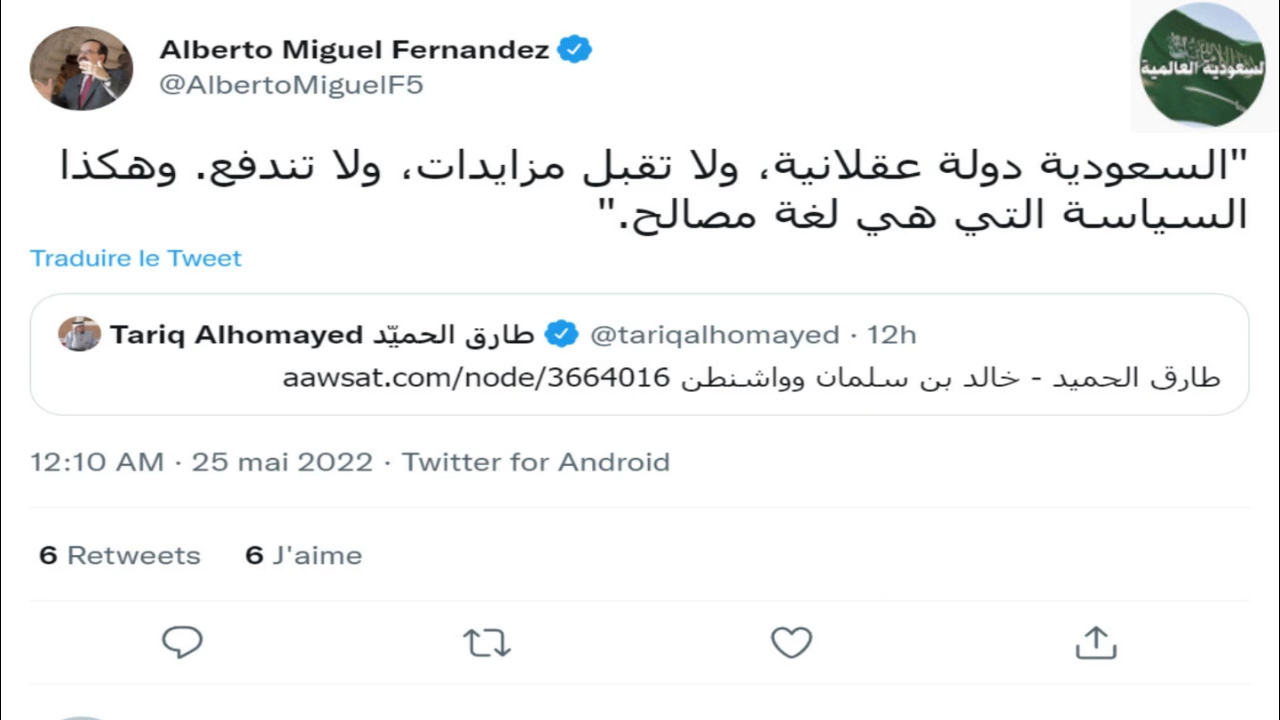 Alberto Miguel Fernandez
@AlbertoMiguelF5
السعودية العالمية
"السعودية دولة عقلانية، ولا تقبل مزايدات، ولا تندفع. وهكذا
السياسة التي هي لغة مصالح."
Traduire le Tweet
Tariq Alhomayed طارق الحميّد @tariqalhomayed · 12h
طارق الحميد - خالد بن سلمان وواشنطن aawsat.com/node/3664016
12:10 AM · 25 mai 2022 · Twitter for Android
6 Retweets 6 J'aime